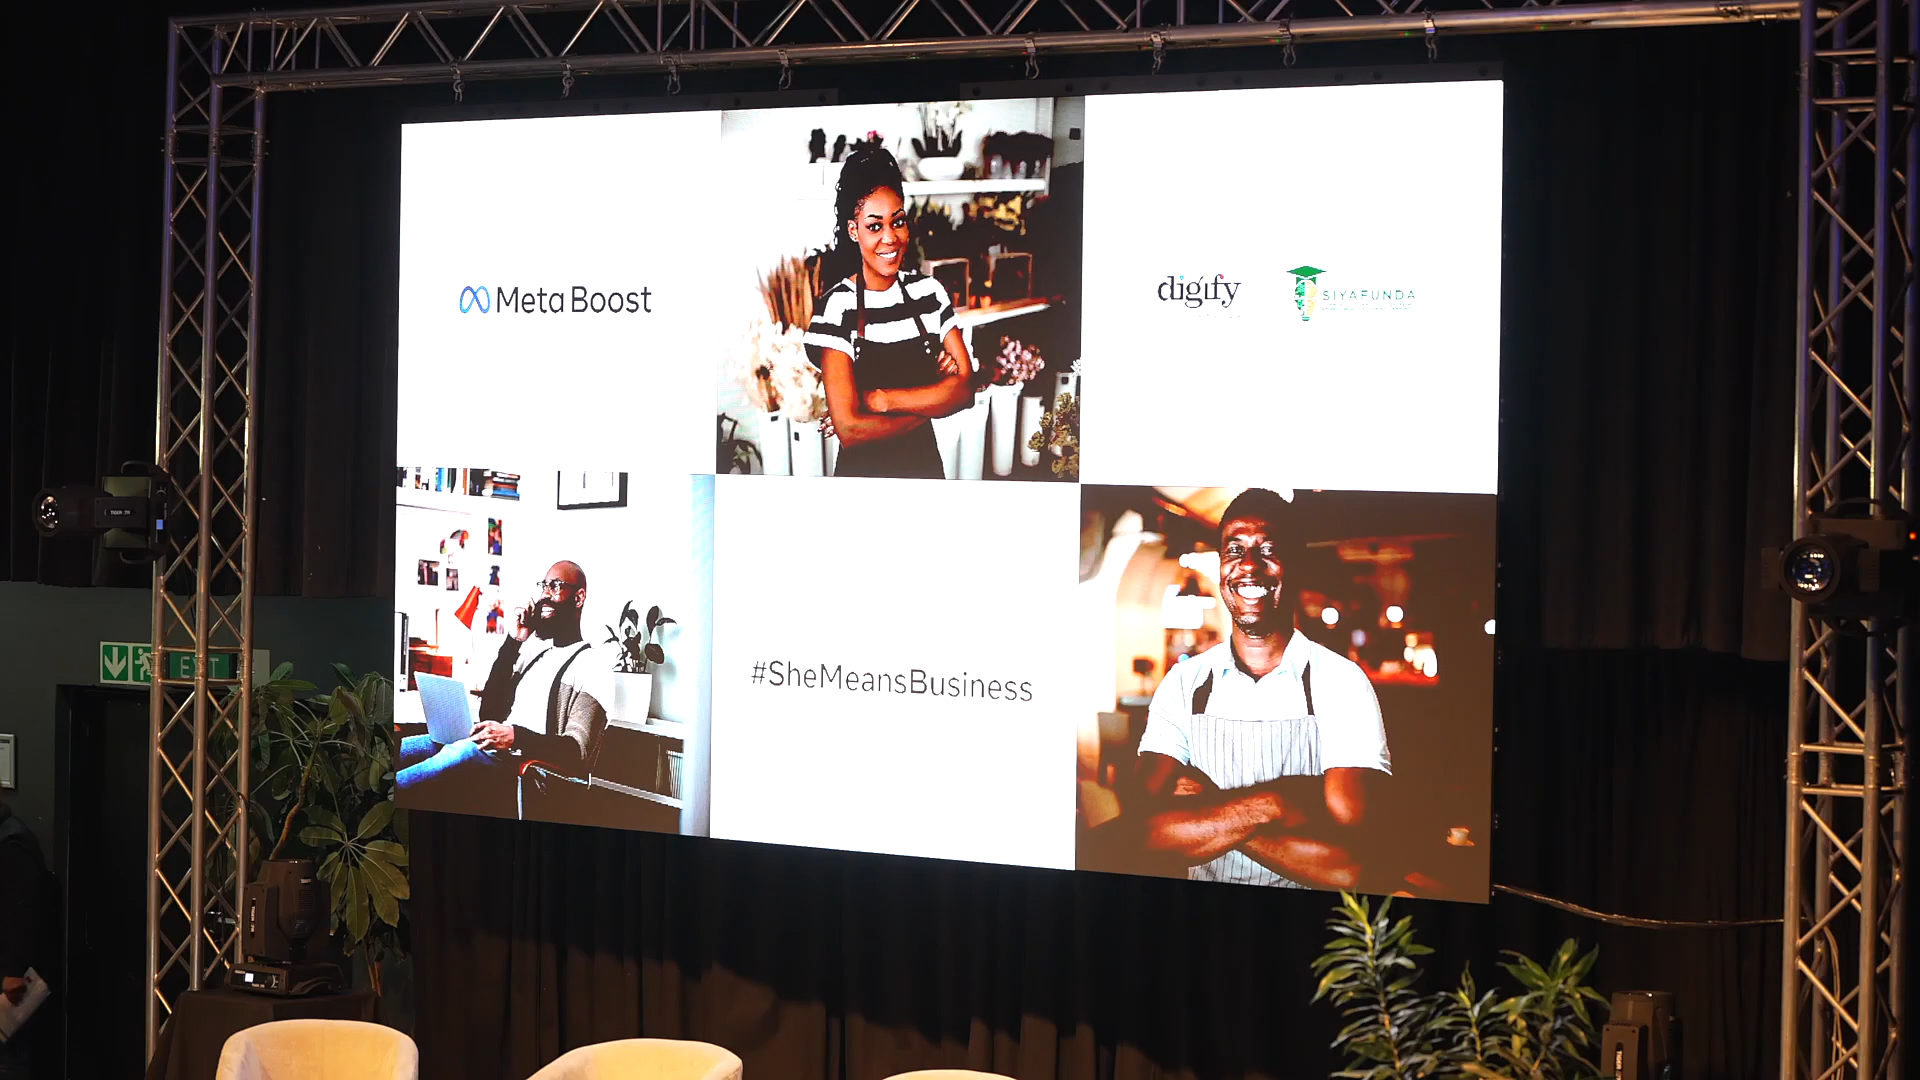 Meta Boost
digify
SIYAFUNDA
#SheMeansBusiness
EXIT